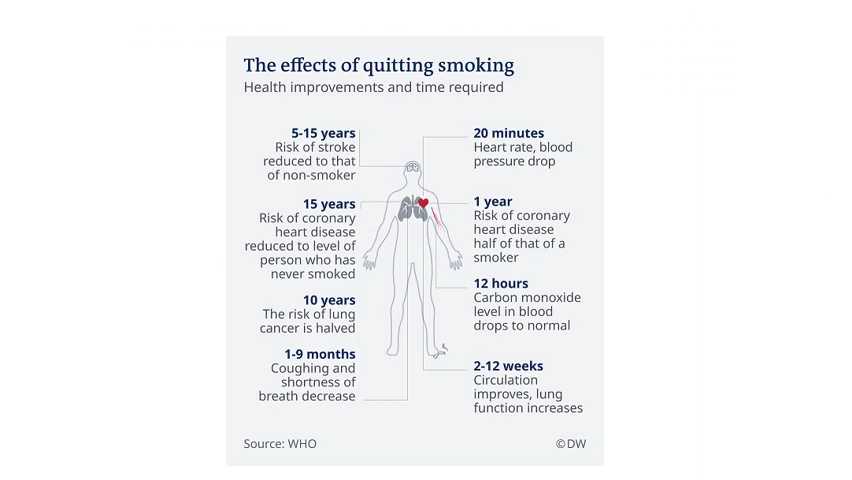 The effects of quitting smoking
Health improvements and time required
5-15 years
Risk of stroke
reduced to that
of non-smoker
15 years
Risk of coronary
heart disease
reduced to level of
person who has
never smoked
10 years
The risk of lung
cancer is halved
1-9 months
Coughing and
shortness of
breath decrease
20 minutes
Heart rate, blood
pressure drop
1 year
Risk of coronary
heart disease
half of that of a
smoker
12 hours
Carbon monoxide
level in blood
drops to normal
2-12 weeks
Circulation
improves, lung
function increases
Source: WHO
© DW